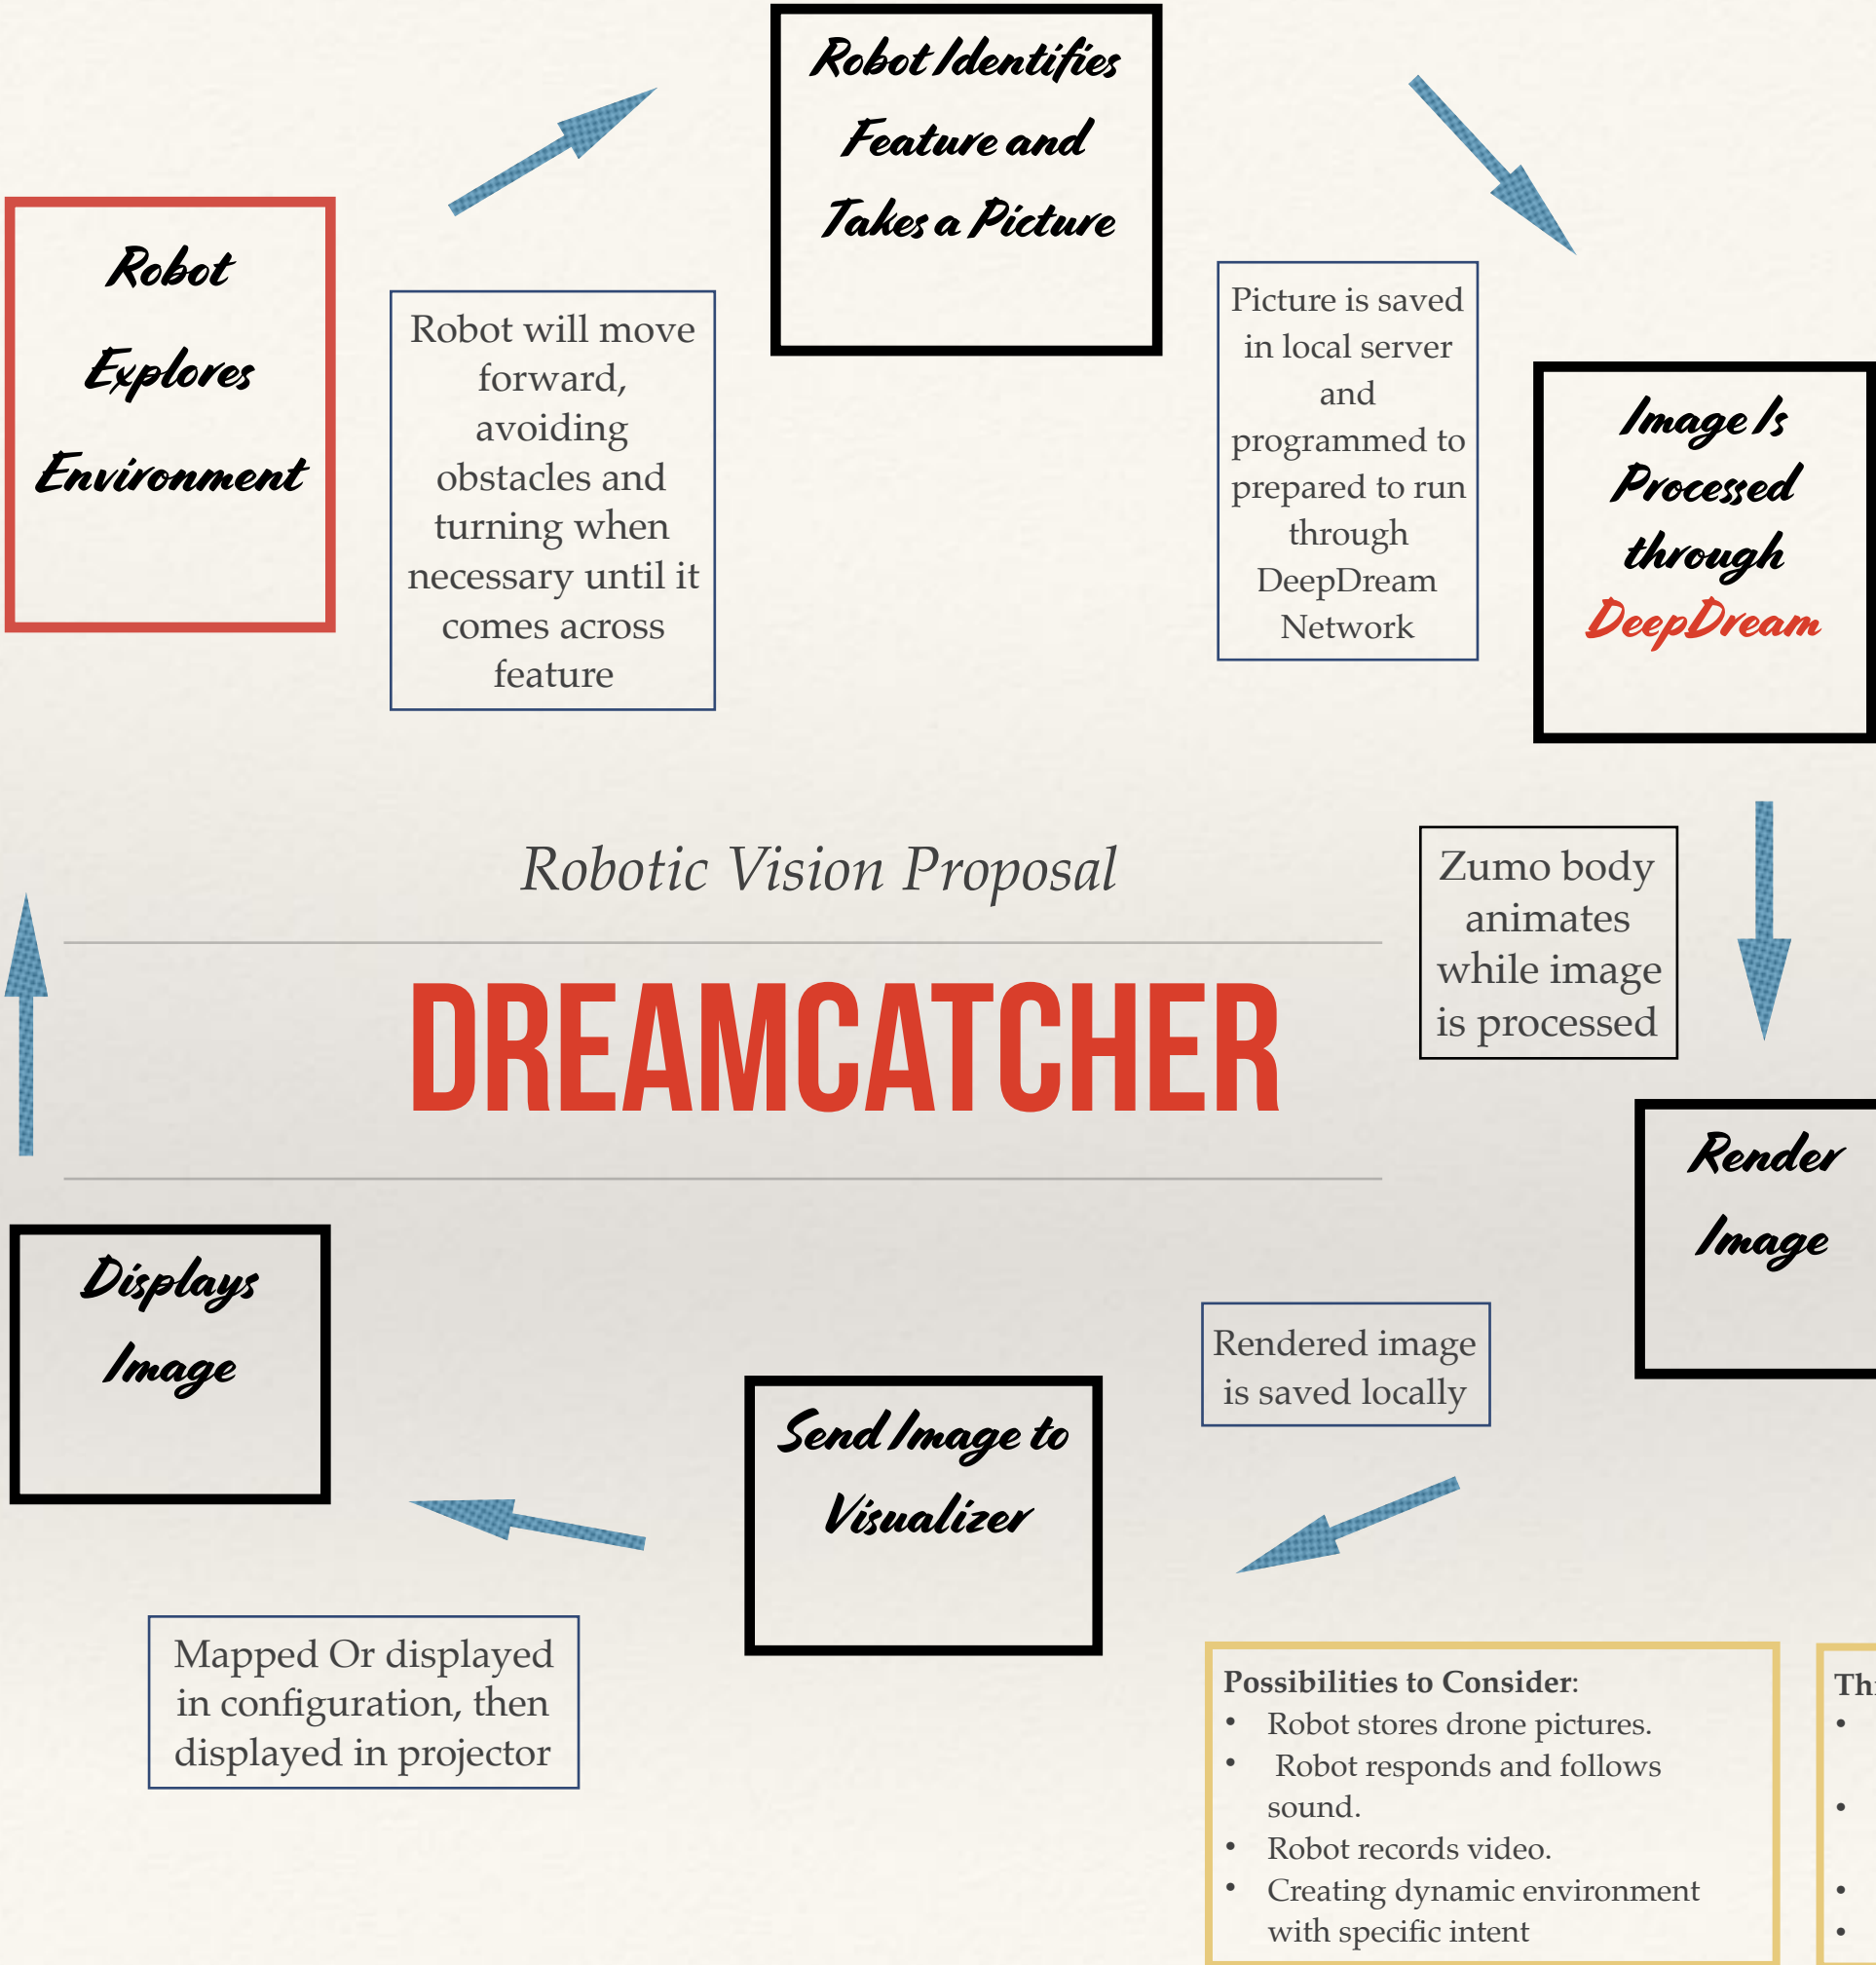 Robot Identifies
Feature and
Takes a Picture
Robot
Explores
Environment
Robot will move
forward,
avoiding
obstacles and
turning when
necessary until it
comes across
feature
Picture is saved
in local server
and
programmed to
prepared to run
through
DeepDream
Network
Image Is
Processed
through
DeepDream
Robotic Vision Proposal
DREAMCATCHER
Zumo body
animates
while image
is processed
Render
Image
Displays
Image
Rendered image
is saved locally
Send Image to
Visualizer
Mapped Or displayed
in configuration, then
displayed in projector
Possibilities to Consider:
• Robot stores drone pictures.
• Robot responds and follows
sound.
• Robot records video.
• Creating dynamic environment
with specific intent